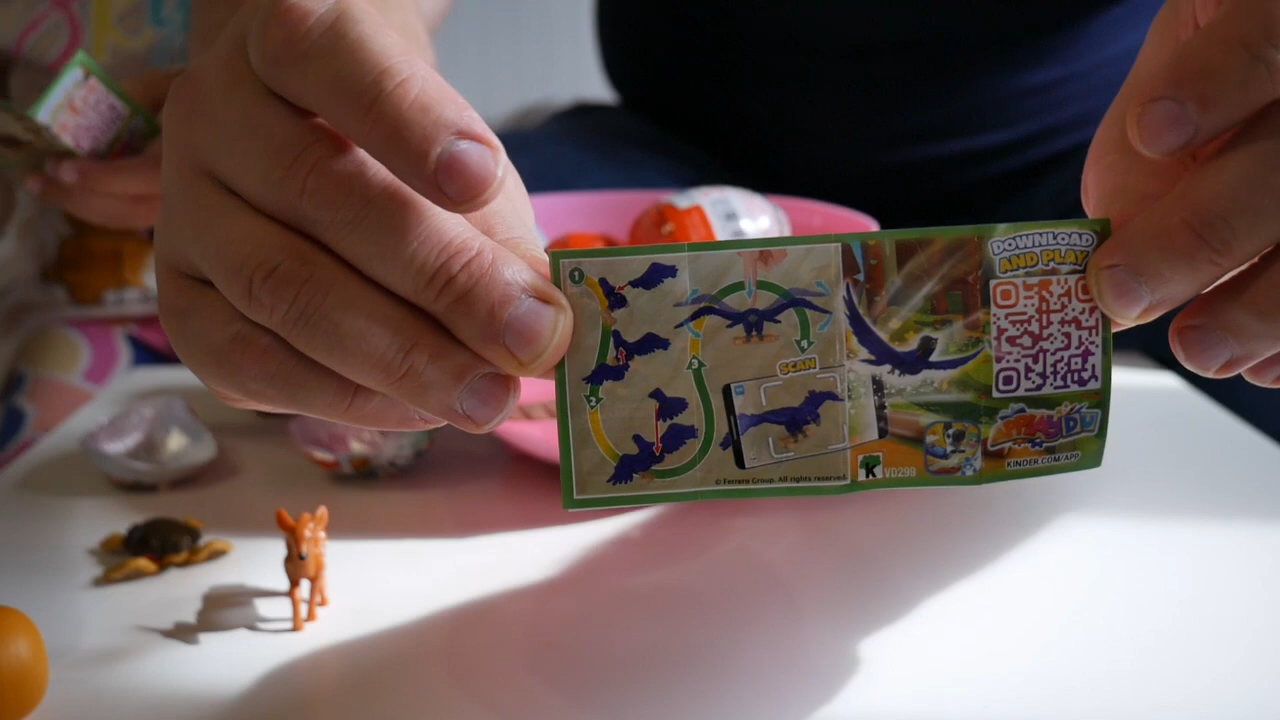 1
2
3
4
SCAN
© Ferrero Group. All rights reserved
DOWNLOAD
AND PLAY
APPLAYDU
KINDER.COM/APP
K VD299